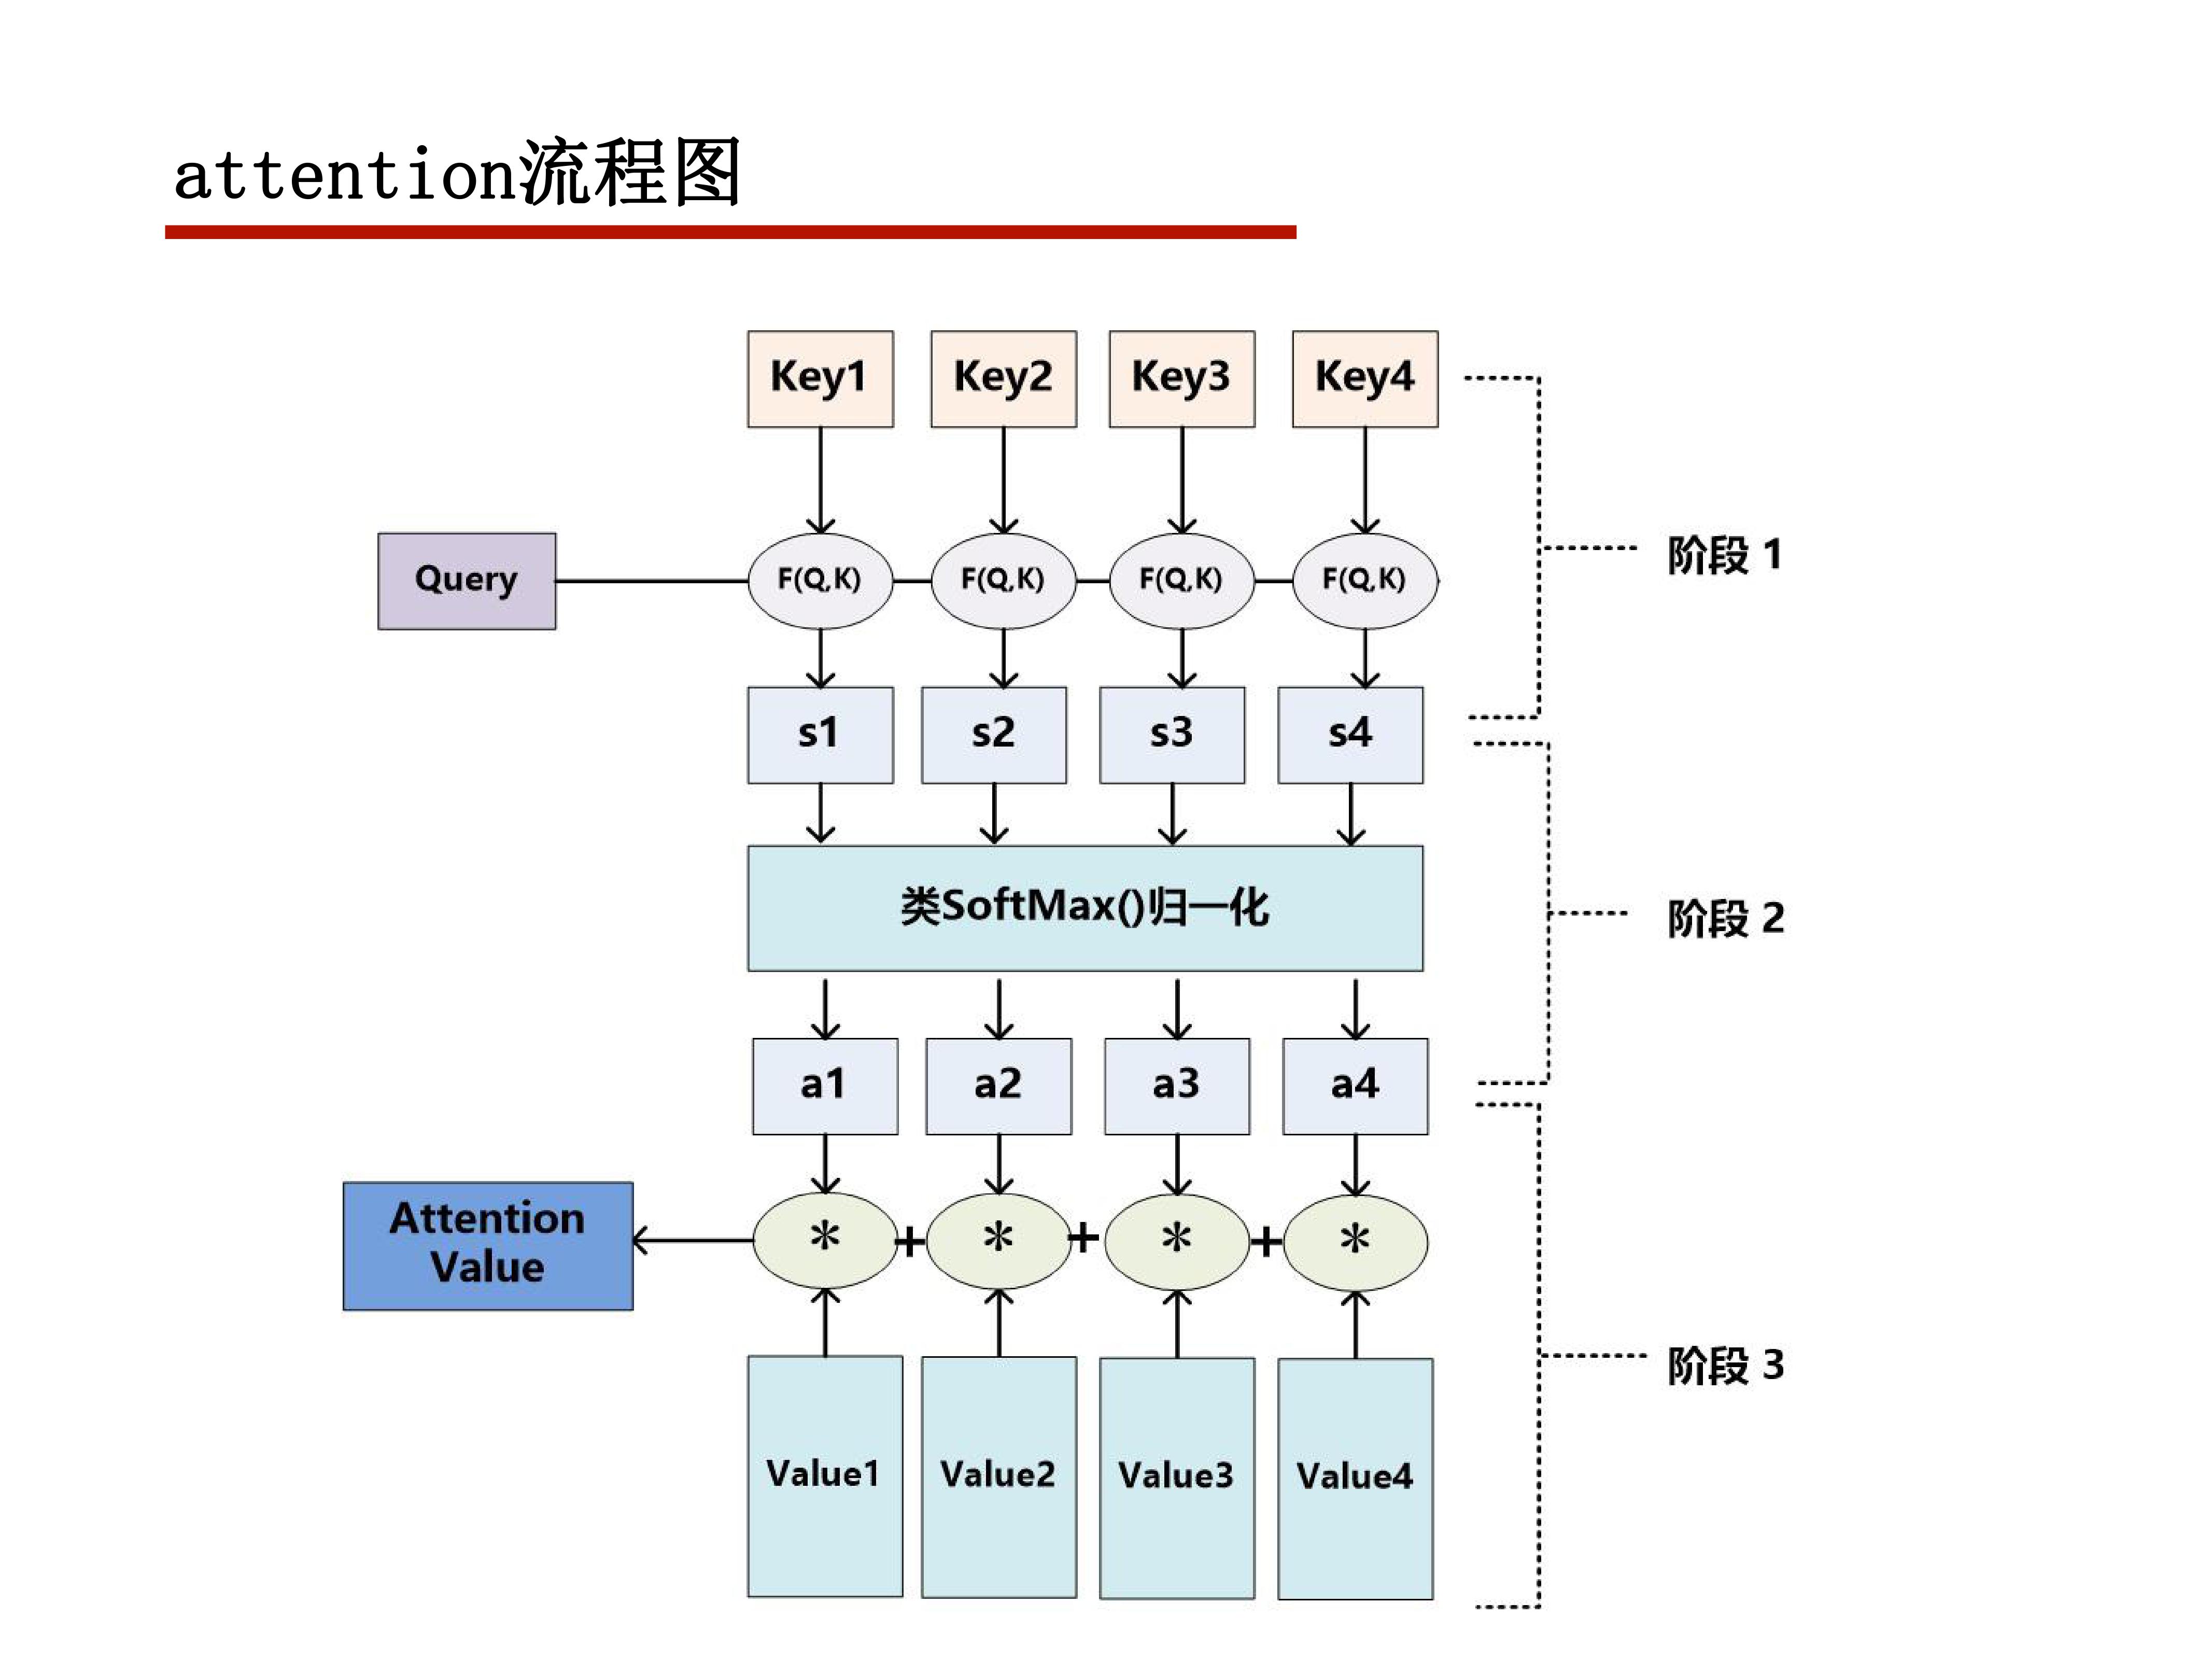 attention流程图
Key1 Key2 Key3 Key4
阶段 1
Query F(Q,K) F(Q,K) F(Q,K) F(Q,K)
s1 s2 s3 s4
类SoftMax()归一化
阶段 2
a1 a2 a3 a4
Attention
Value
* + * + * + *
阶段 3
Value1 Value2 Value3 Value4